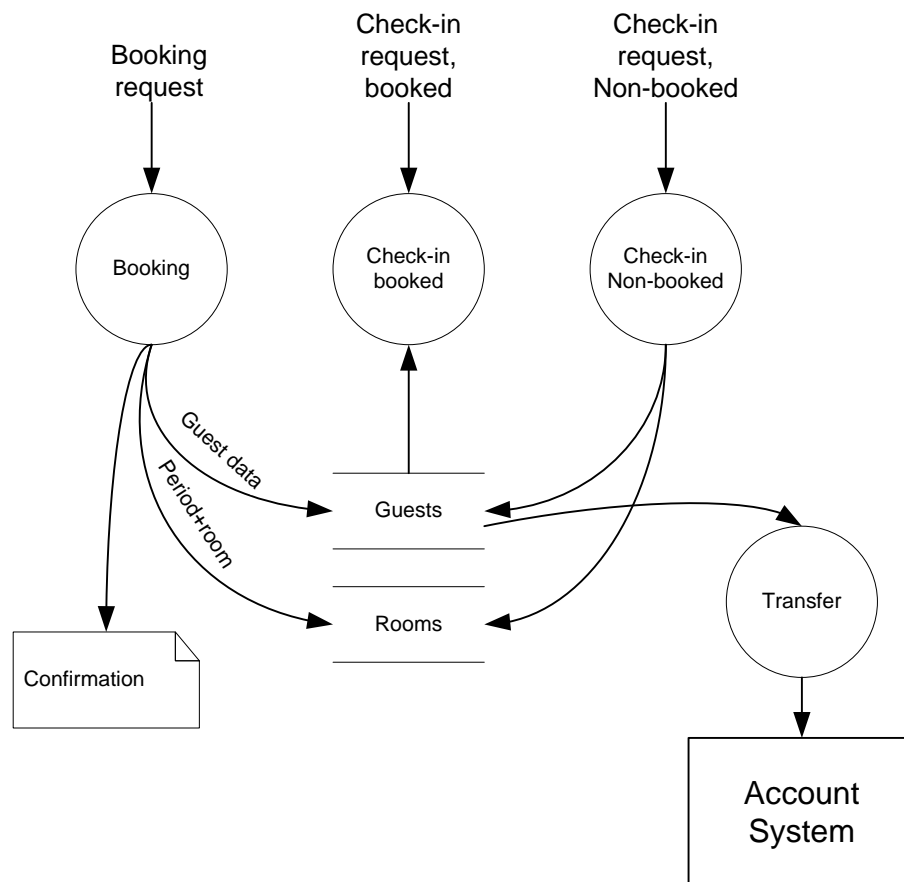 Booking
request
Check-in
request,
booked
Check-in
request,
Non-booked
Booking
Check-in
booked
Check-in
Non-booked
Guest data
Period+room
Guests
Rooms
Transfer
Confirmation
Account
System